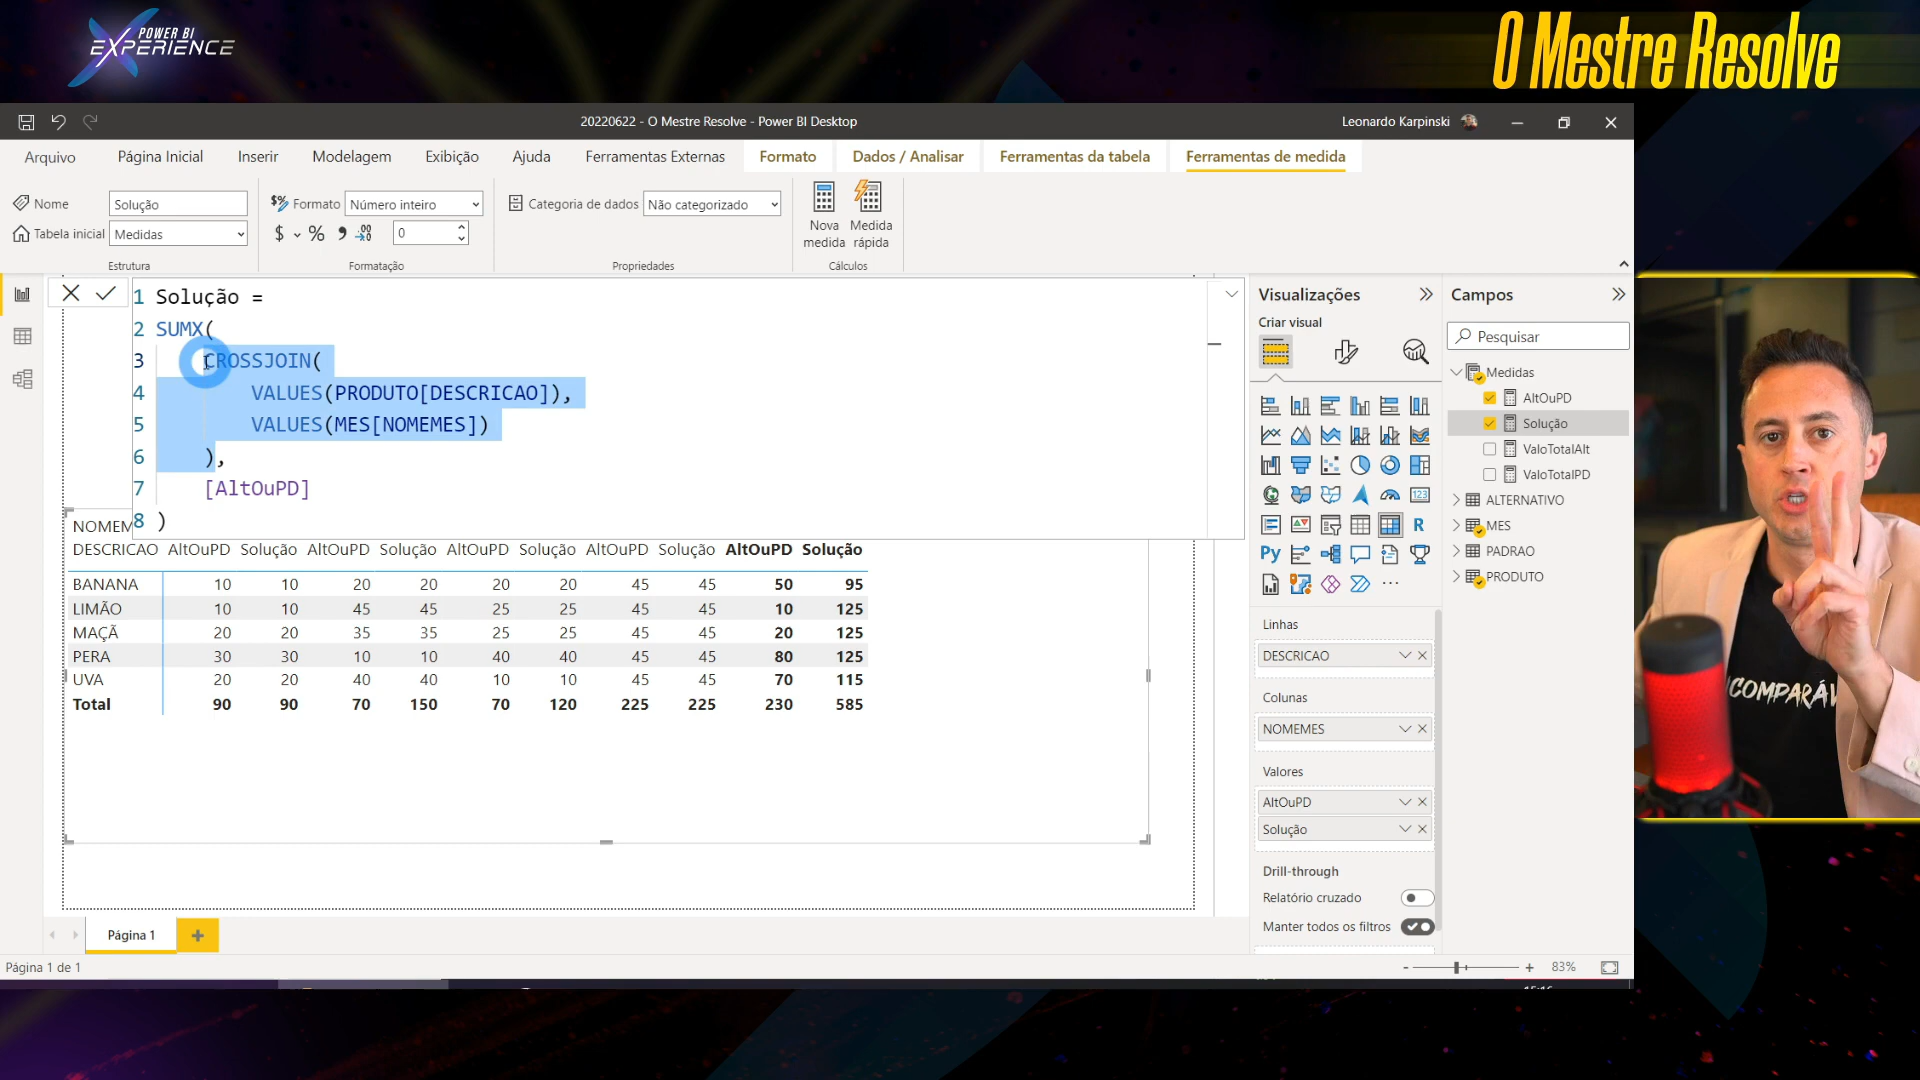 POWER BI
EXPERIENCE
O Mestre Resolve
20220622 - O Mestre Resolve - Power BI Desktop
Leonardo Karpinski
Arquivo
Página Inicial
Inserir
Modelagem
Exibição
Ajuda
Ferramentas Externas
Formato
Dados / Analisar
Ferramentas da tabela
Ferramentas de medida
Nome
Solução
Tabela inicial
Medidas
Estrutura
Formato
Número inteiro
$ % 0
Formatação
Categoria de dados
Não categorizado
Propriedades
Nova
medida
Medida
rápida
Cálculos
1 Solução =
2 SUMX(
3 CROSSJOIN(
4 VALUES(PRODUTO[DESCRICAO]),
5 VALUES(MES[NOMEMES])
6 ),
7 [AltOuPD]
8 )
NOMEM
DESCRICAO AltOuPD Solução AltOuPD Solução AltOuPD Solução AltOuPD Solução AltOuPD Solução
BANANA 10 10 20 20 20 20 45 45 50 95
LIMÃO 10 10 45 45 25 25 45 45 10 125
MAÇÃ 20 20 35 35 25 25 45 45 20 125
PERA 30 30 10 10 40 40 45 45 80 125
UVA 20 20 40 40 10 10 45 45 70 115
Total 90 90 70 150 70 120 225 225 230 585
Visualizações
Criar visual
R
Py
123
Linhas
DESCRICAO
Colunas
NOMEMES
Valores
AltOuPD
Solução
Drill-through
Relatório cruzado
Manter todos os filtros
Campos
Pesquisar
Medidas
AltOuPD
Solução
ValoTotalAlt
ValoTotalPD
ALTERNATIVO
MES
PADRAO
PRODUTO
COMPARÁV
Página 1
+
Página 1 de 1
- + 83%